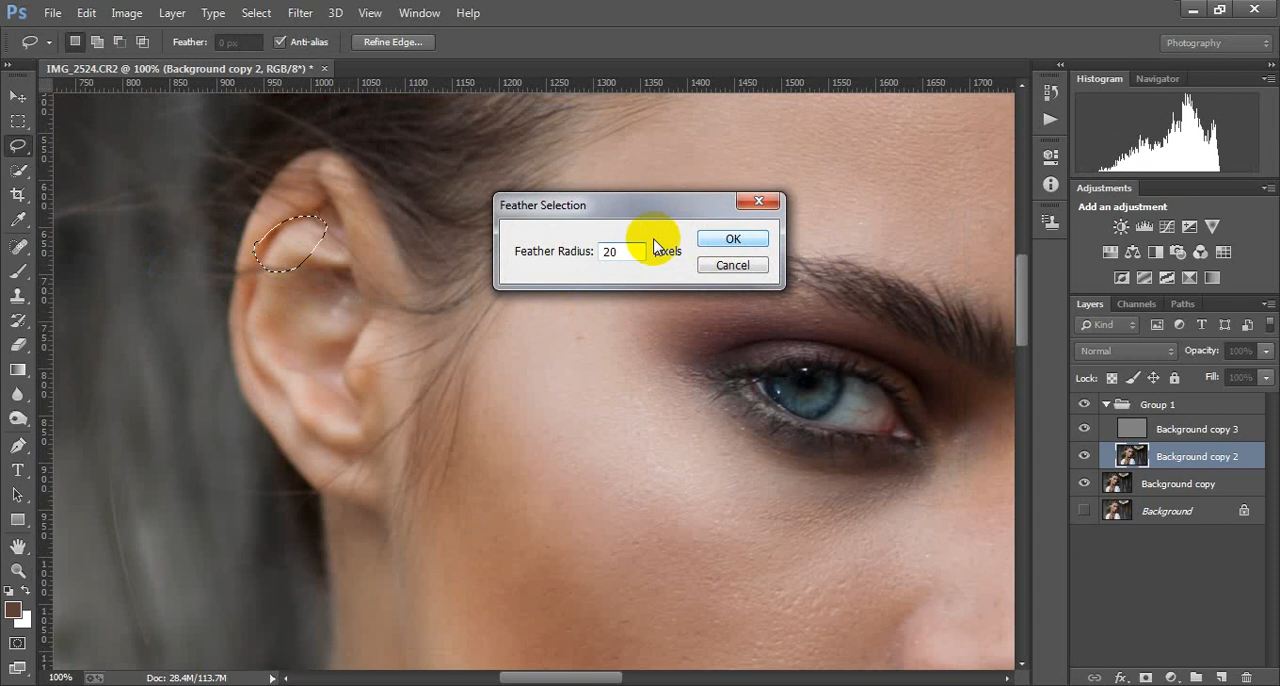 Ps File Edit Image Layer Type Select Filter 3D View Window Help
Feather: 0 px Anti-alias Refine Edge... Photography
IMG_2524.CR2 @ 100% (Background copy 2, RGB/8*) *
750 800 850 900 950 1000 1050 1100 1150 1200 1250 1300 1350 1400 1450 1500 1550 1600 1650 1700
Histogram Navigator
Feather Selection
Feather Radius: 20
OK
Cancel
Adjustments
Add an adjustment
Layers Channels Paths
Kind
Normal Opacity: 100%
Lock: Fill: 100%
Group 1
Background copy 3
Background copy 2
Background copy
Background
100% Doc: 28.4M/113.7M